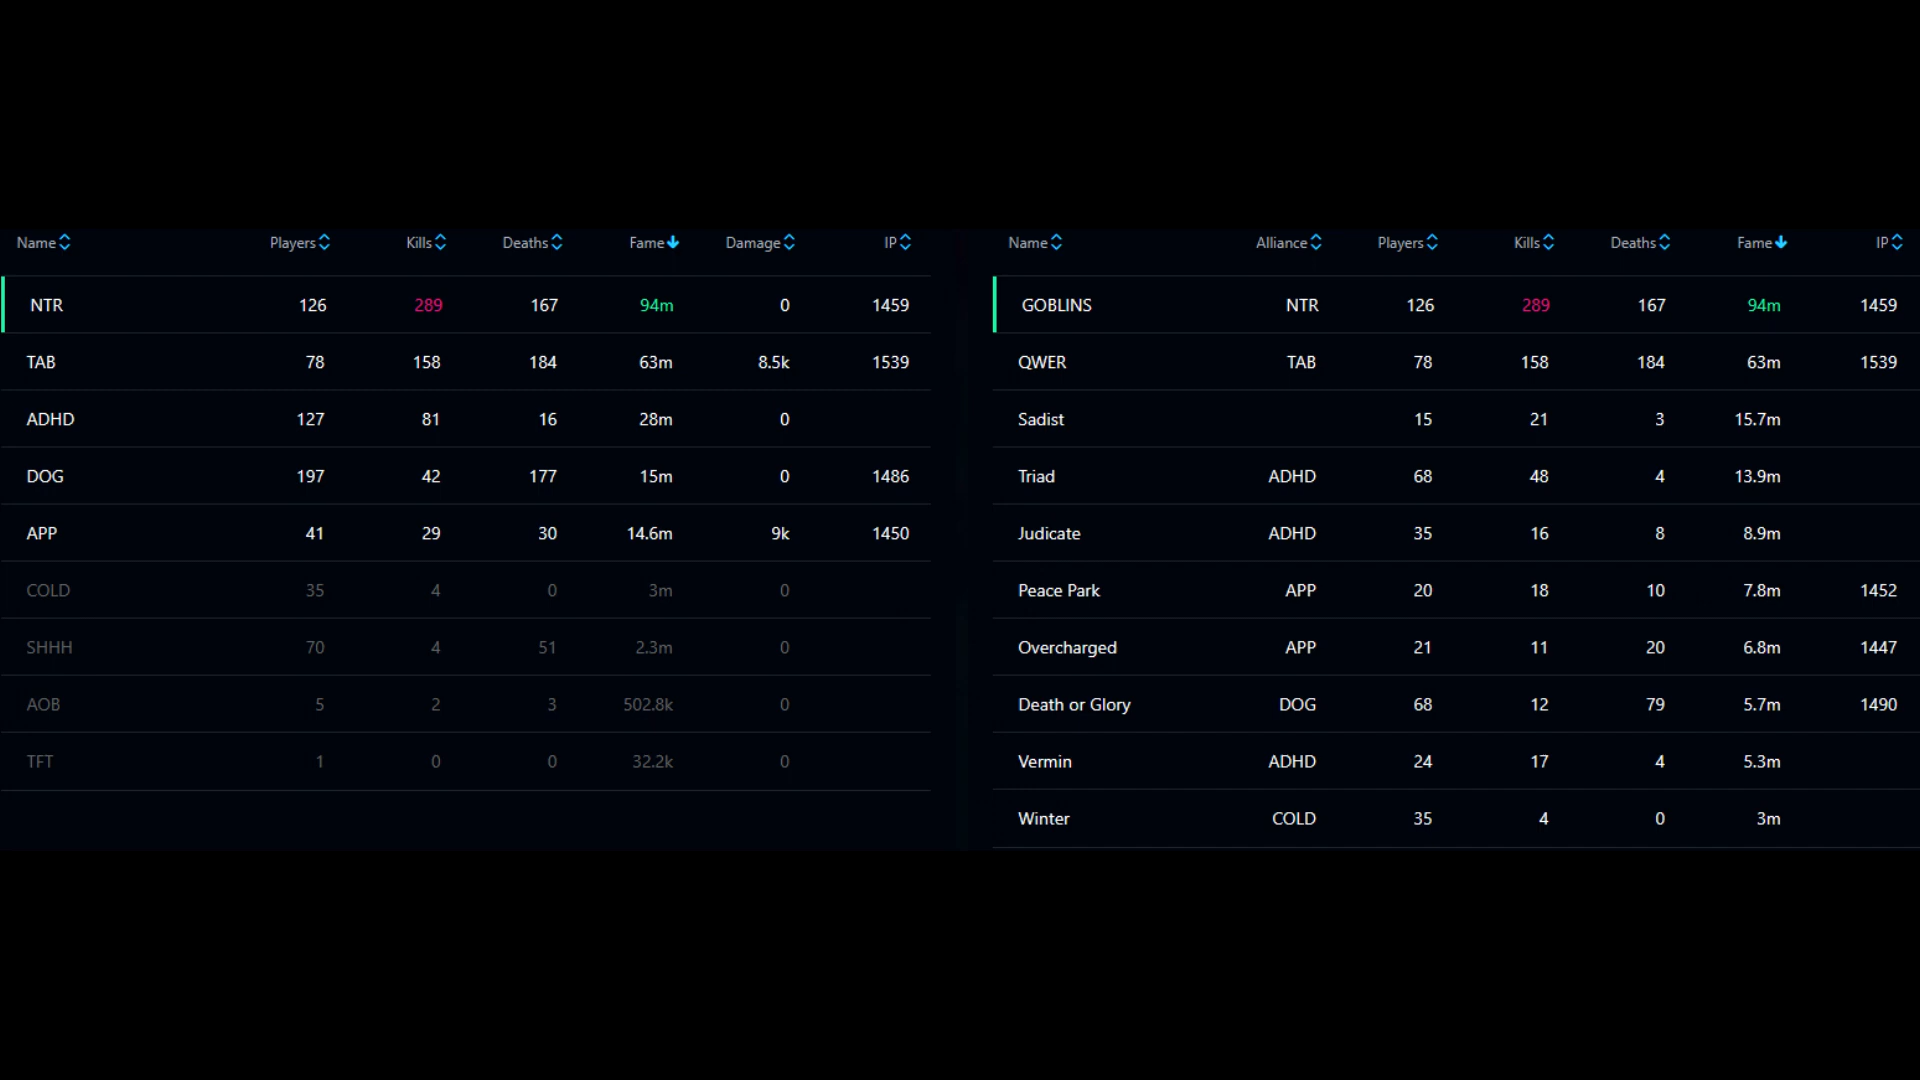 Name Players Kills Deaths Fame Damage IP
NTR 126 289 167 94m 0 1459
TAB 78 158 184 63m 8.5k 1539
ADHD 127 81 16 28m 0
DOG 197 42 177 15m 0 1486
APP 41 29 30 14.6m 9k 1450
COLD 35 4 0 3m 0
SHHH 70 4 51 2.3m 0
AOB 5 2 3 502.8k 0
TFT 1 0 0 32.2k 0
Name Alliance Players Kills Deaths Fame IP
GOBLINS NTR 126 289 167 94m 1459
QWER TAB 78 158 184 63m 1539
Sadist 15 21 3 15.7m
Triad ADHD 68 48 4 13.9m
Judicate ADHD 35 16 8 8.9m
Peace Park APP 20 18 10 7.8m 1452
Overcharged APP 21 11 20 6.8m 1447
Death or Glory DOG 68 12 79 5.7m 1490
Vermin ADHD 24 17 4 5.3m
Winter COLD 35 4 0 3m